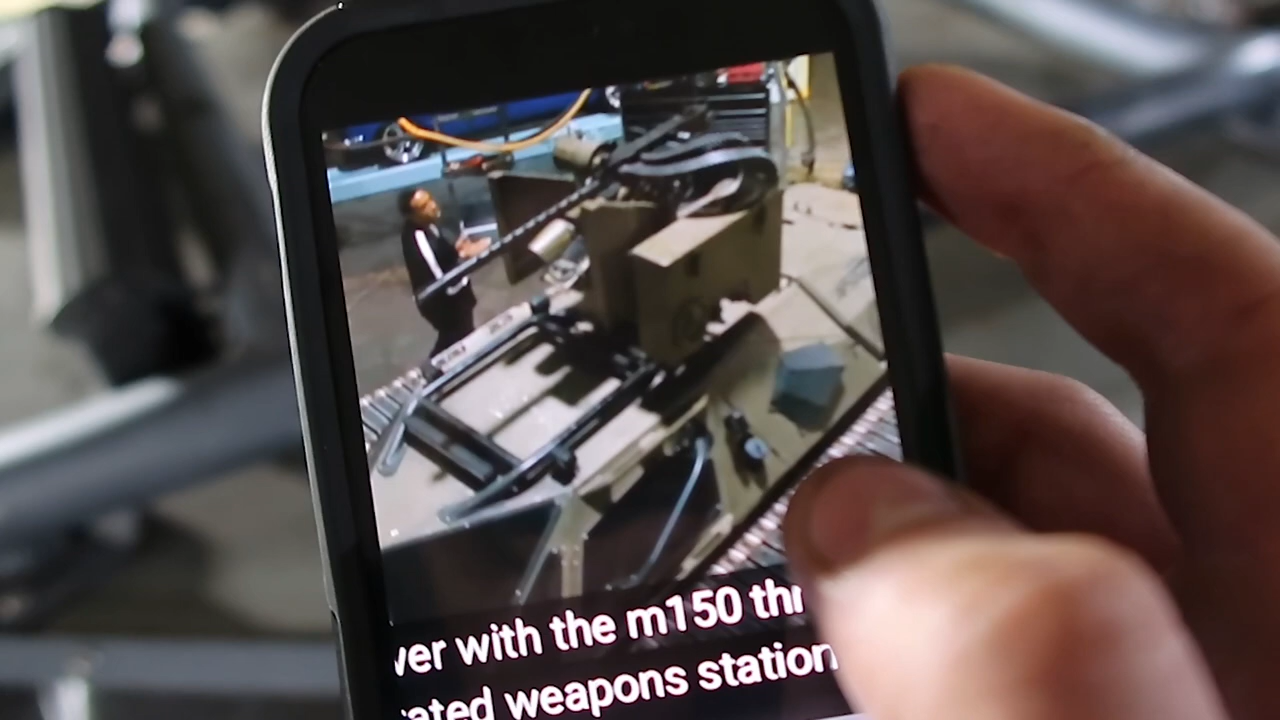 ver with the m150 thr
ated weapons station